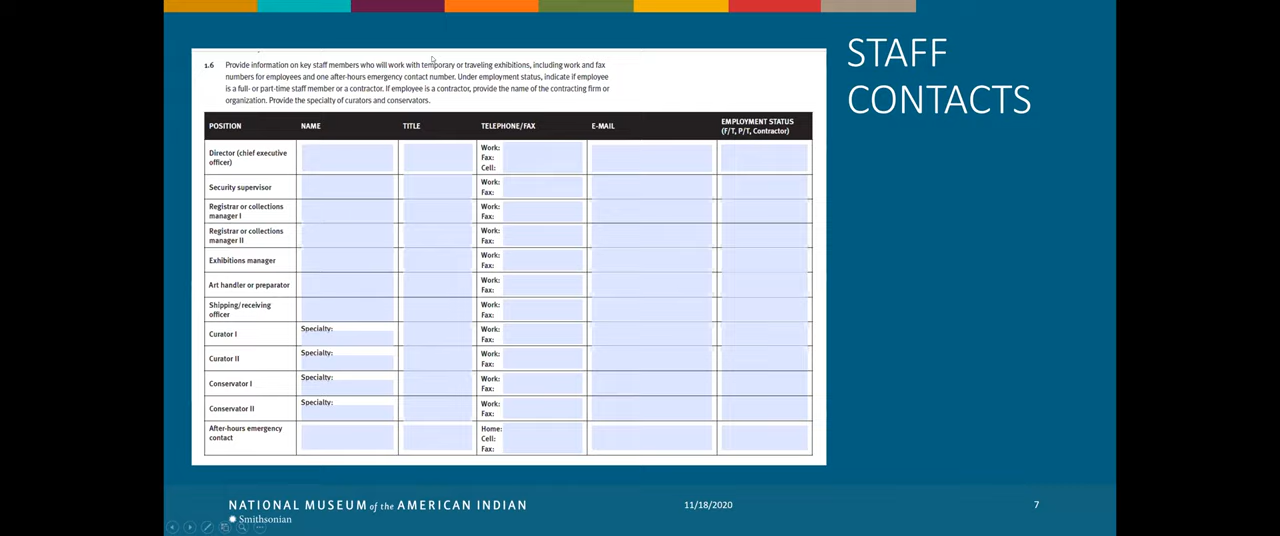 STAFF
CONTACTS
1.6 Provide information on key staff members who will work with temporary or traveling exhibitions, including work and fax
numbers for employees and one after-hours emergency contact number. Under employment status, indicate if employee
is a full- or part-time staff member or a contractor. If employee is a contractor, provide the name of the contracting firm or
organization. Provide the specialty of curators and conservators.
POSITION NAME TITLE TELEPHONE/FAX E-MAIL EMPLOYMENT STATUS
(F/T, P/T, Contractor)
Director (chief executive
officer)
Work:
Fax:
Cell:
Security supervisor
Work:
Fax:
Registrar or collections
manager I
Work:
Fax:
Registrar or collections
manager II
Work:
Fax:
Exhibitions manager
Work:
Fax:
Art handler or preparator
Work:
Fax:
Shipping/receiving
officer
Work:
Fax:
Curator I
Specialty:
Work:
Fax:
Curator II
Specialty:
Work:
Fax:
Conservator I
Specialty:
Work:
Fax:
Conservator II
Specialty:
Work:
Fax:
After-hours emergency
contact
Home:
Cell:
Fax:
NATIONAL MUSEUM of the AMERICAN INDIAN
Smithsonian
11/18/2020
7